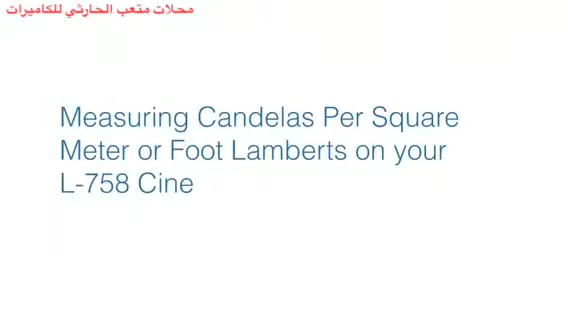 محلات متعب الحارثي للكاميرات
Measuring Candelas Per Square
Meter or Foot Lamberts on your
L-758 Cine